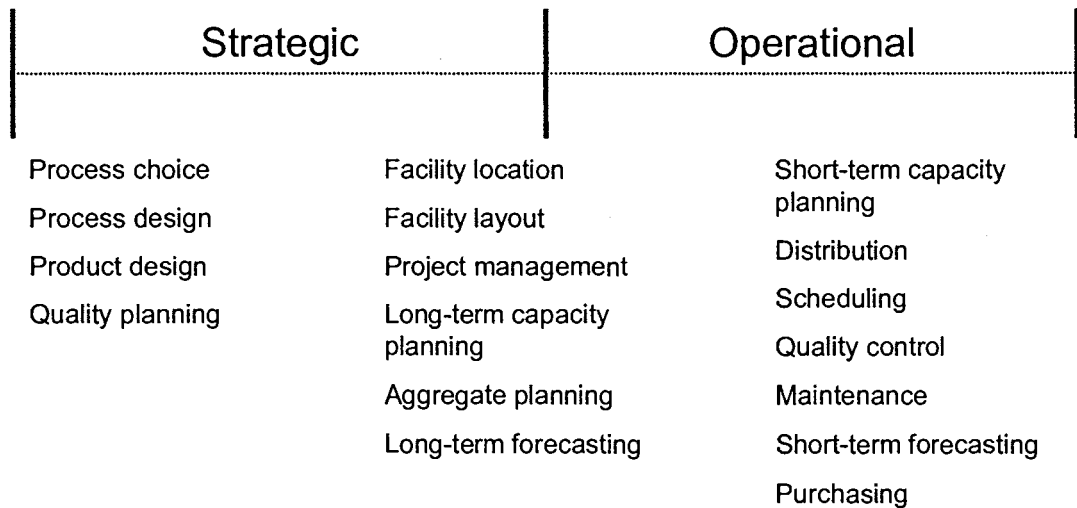 Strategic
Operational
Process choice
Process design
Product design
Quality planning
Facility location
Facility layout
Project management
Long-term capacity
planning
Aggregate planning
Long-term forecasting
Short-term capacity
planning
Distribution
Scheduling
Quality control
Maintenance
Short-term forecasting
Purchasing